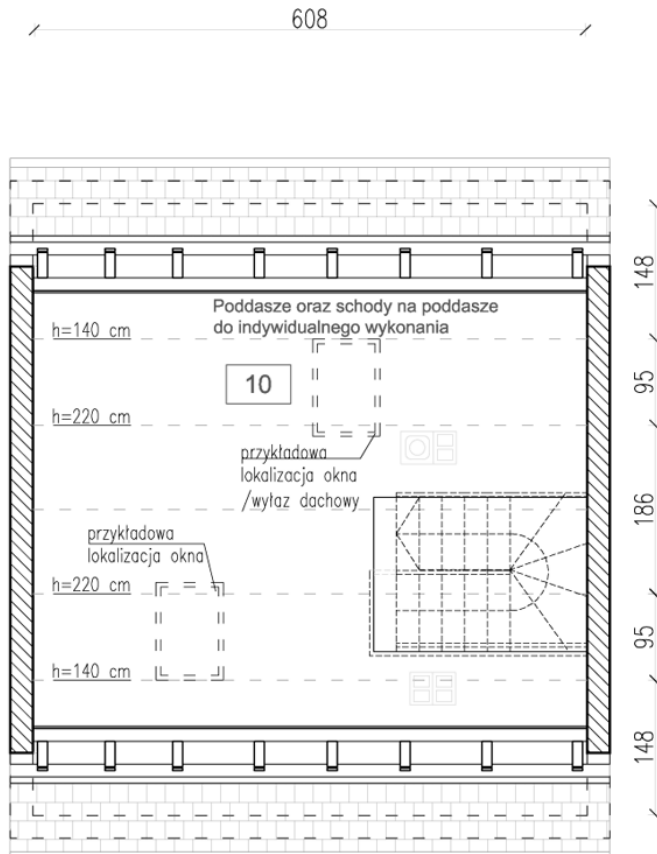 608
148
Poddasze oraz schody na poddasze
do indywidualnego wykonania
h=140 cm
95
10
h=220 cm
przykładowa
lokalizacja okna
/wyłaz dachowy
186
przykładowa
lokalizacja okna
h=220 cm
95
h=140 cm
148